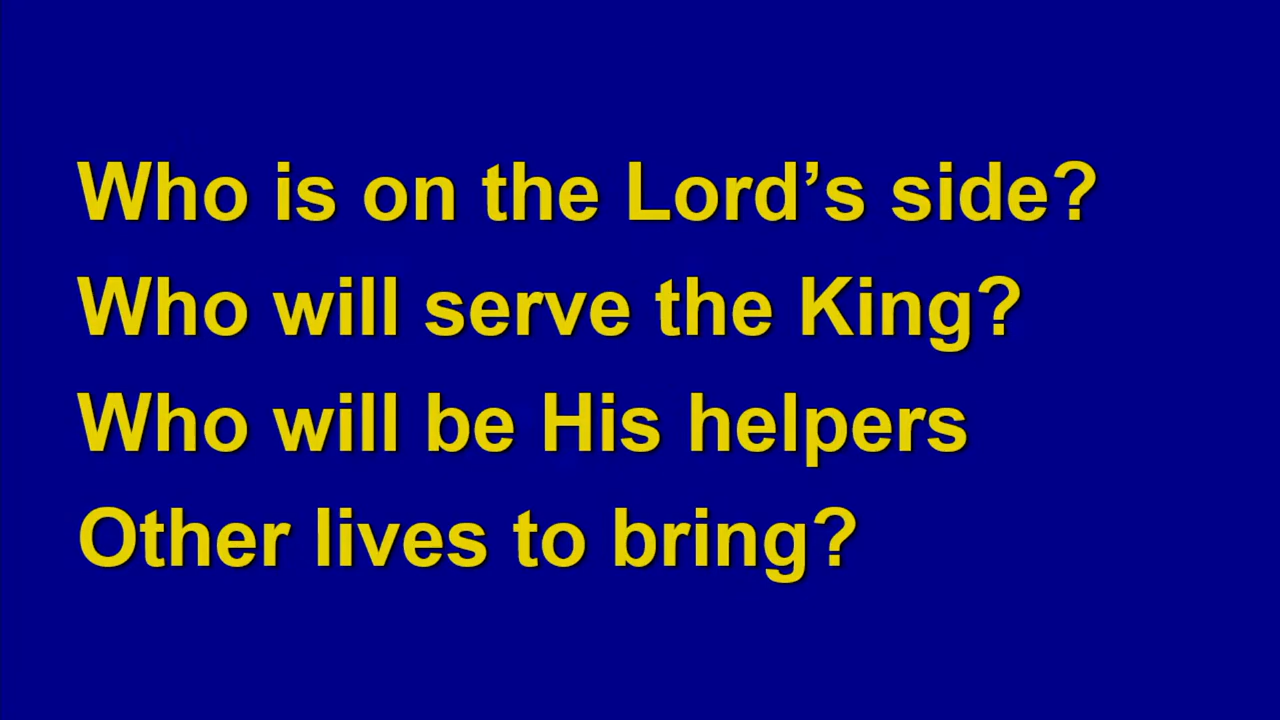 Who is on the Lord’s side?
Who will serve the King?
Who will be His helpers
Other lives to bring?